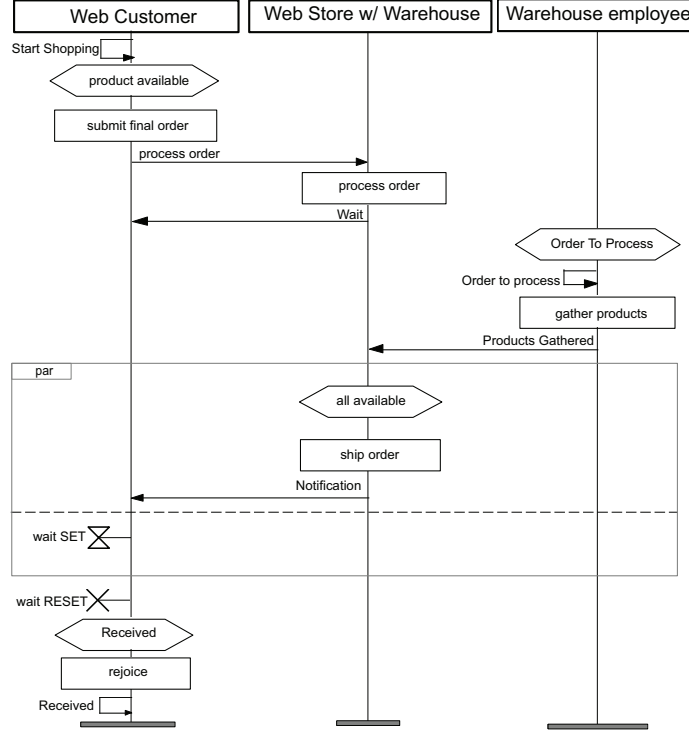 Web Customer
Web Store w/ Warehouse
Warehouse employee
Start Shopping
product available
submit final order
process order
process order
Wait
Order To Process
Order to process
gather products
Products Gathered
par
all available
ship order
Notification
wait SET
wait RESET
Received
rejoice
Received